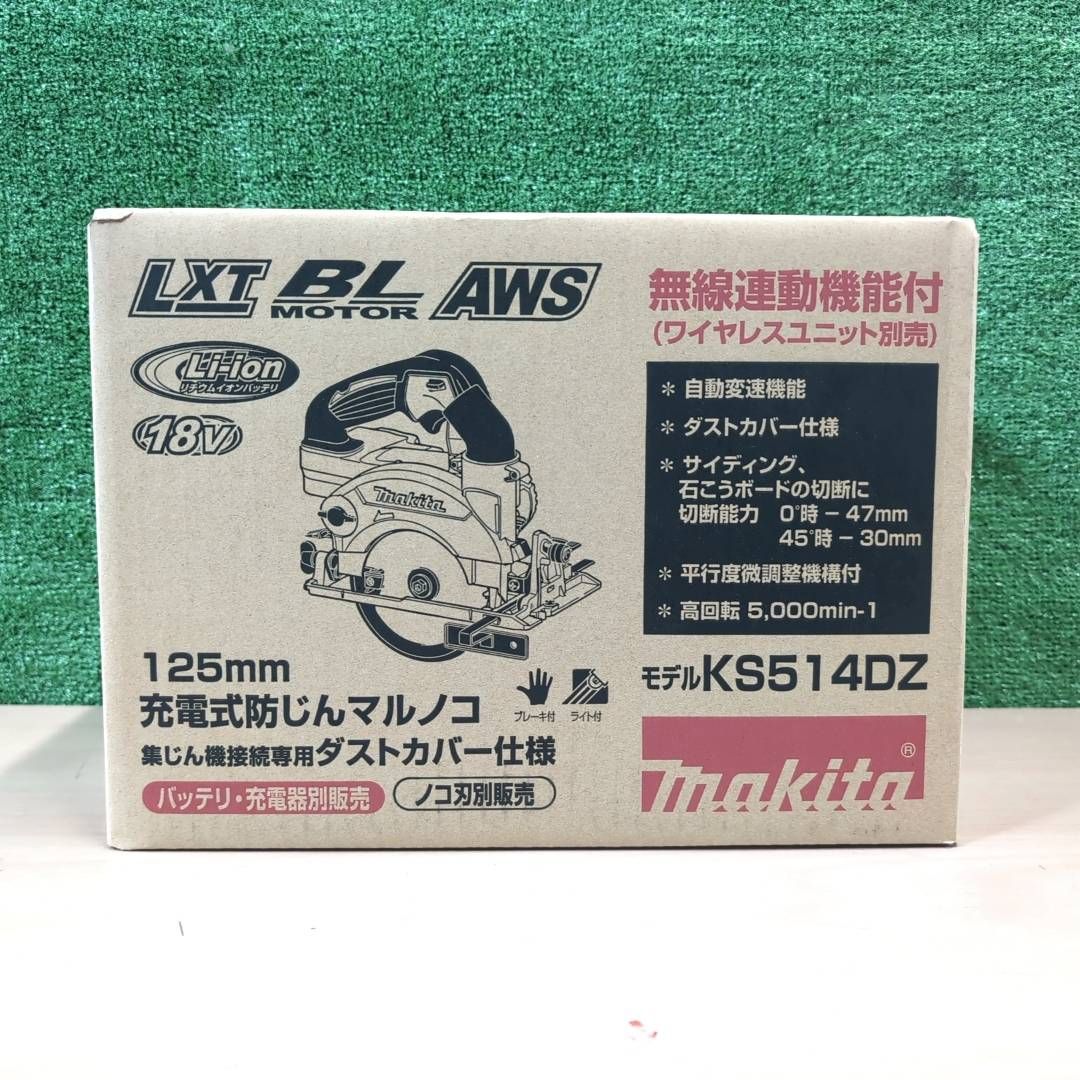 LXT BL MOTOR AWS
無線連動機能付
(ワイヤレスユニット別売)
Li-ion
リチウムイオンバッテリ
18V
makita
* 自動変速機能
* ダストカバー仕様
* サイディング、
石こうボードの切断に
切断能力 0°時 − 47mm
45°時 − 30mm
* 平行度微調整機構付
* 高回転 5,000min-1
125mm
充電式防じんマルノコ
ブレーキ付 ライト付
集じん機接続専用ダストカバー仕様
バッテリ・充電器別販売 ノコ刃別販売
モデルKS514DZ
makita®